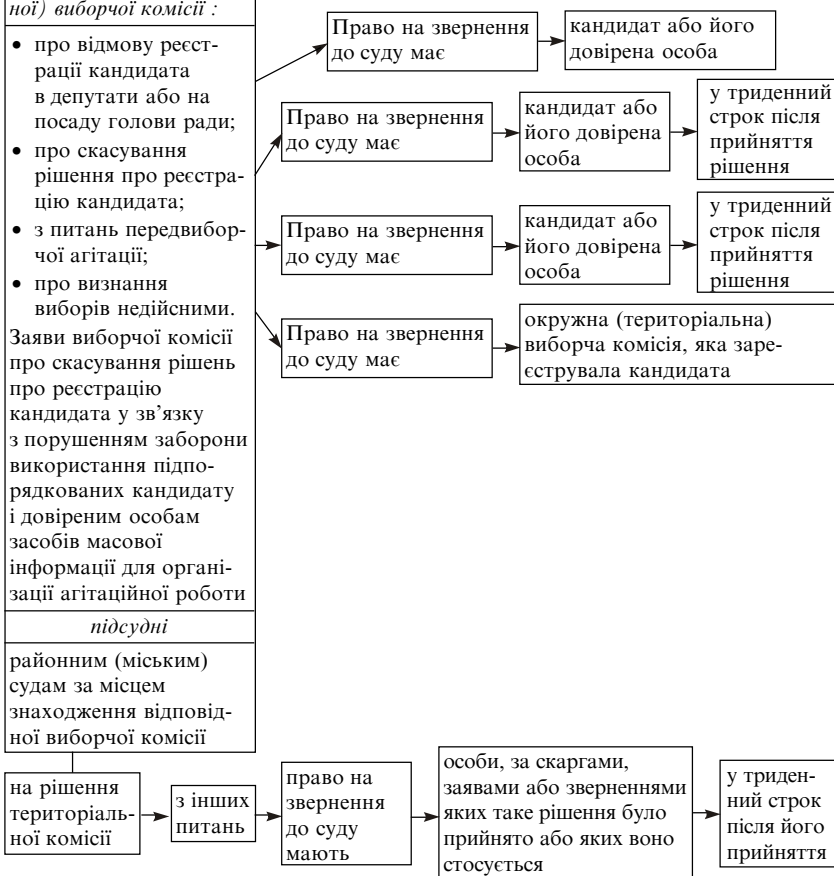 ної) виборчої комісії :
• про відмову реєст-
рації кандидата
в депутати або на
посаду голови ради;
• про скасування
рішення про реєстра-
цію кандидата;
• з питань передвибор-
чої агітації;
• про визнання
виборів недійсними.
Заяви виборчої комісії
про скасування рішень
про реєстрацію
кандидата у зв’язку
з порушенням заборони
використання підпо-
рядкованих кандидату
і довіреним особам
засобів масової
інформації для органі-
зації агітаційної роботи
підсудні
районним (міським)
судам за місцем
знаходження відповід-
ної виборчої комісії
Право на звернення
до суду має
кандидат або його
довірена особа
Право на звернення
до суду має
кандидат або
його довірена
особа
у триденний
строк після
прийняття
рішення
Право на звернення
до суду має
кандидат або
його довірена
особа
у триденний
строк після
прийняття
рішення
Право на звернення
до суду має
окружна (територіальна)
виборча комісія, яка заре-
єструвала кандидата
на рішення
територіаль-
ної комісії
з інших
питань
право на
звернення
до суду
мають
особи, за скаргами,
заявами або зверненнями
яких таке рішення було
прийнято або яких воно
стосується
у триден-
ний строк
після його
прийняття